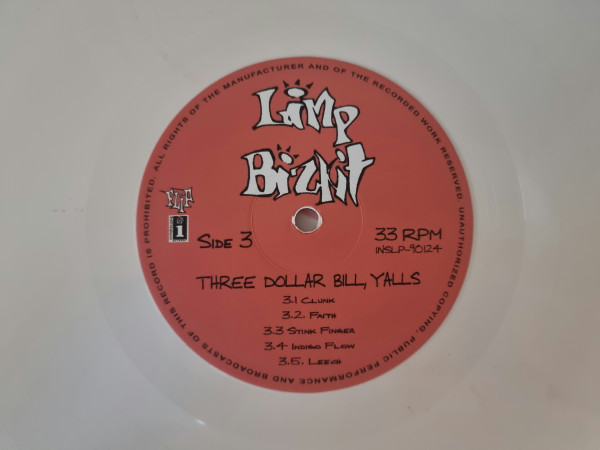 Limp
Bizkit
FLIP
i
Side 3
33 RPM
INSLP-90124
THREE DOLLAR BILL, YALLS
3.1 Clunk
3.2. Faith
3.3 Stink Finger
3.4 Indigo Flow
3.5. Leech
ALL RIGHTS OF THE MANUFACTURER AND OF THE RECORDED WORK RESERVED. UNAUTHORIZED COPYING, PUBLIC PERFORMANCE AND BROADCASTS OF THIS RECORD IS PROHIBITED.